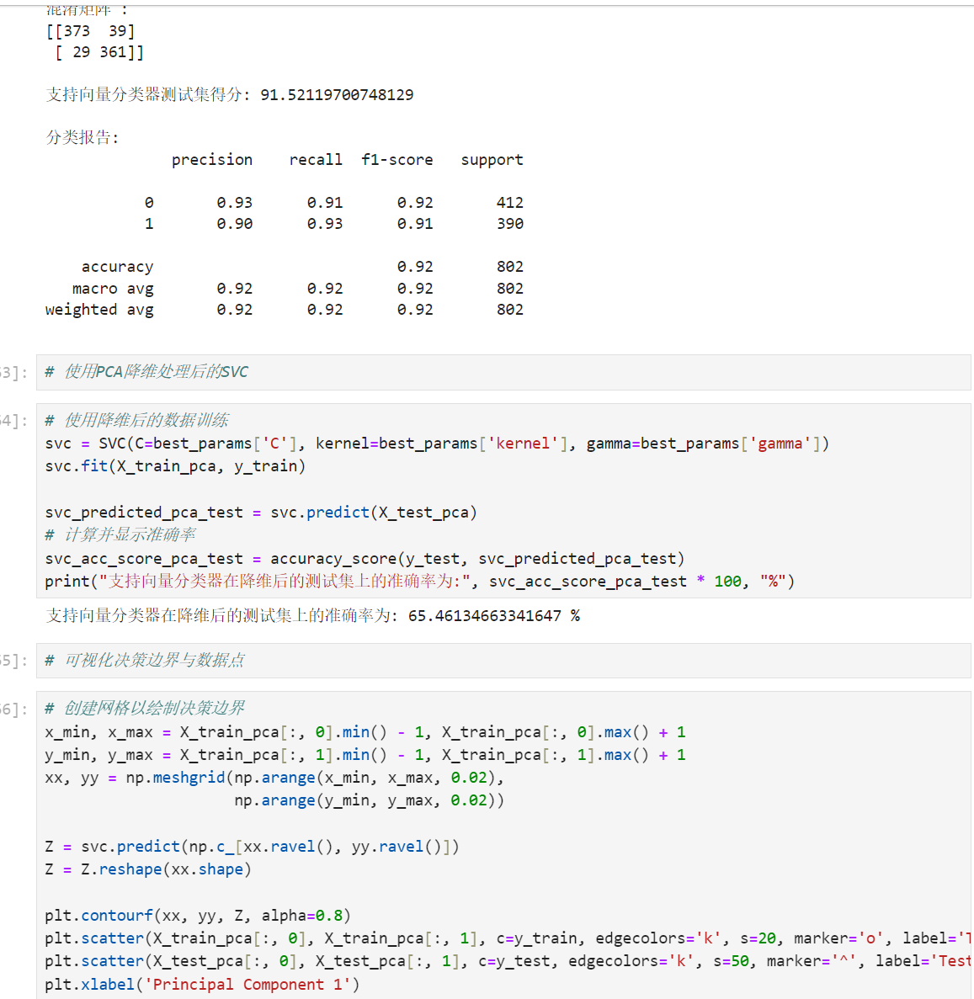 混淆矩阵 :
[[373  39]
 [ 29 361]]
支持向量分类器测试集得分: 91.52119700748129
分类报告:
              precision    recall  f1-score   support
           0       0.93      0.91      0.92       412
           1       0.90      0.93      0.91       390
    accuracy                           0.92       802
   macro avg       0.92      0.92      0.92       802
weighted avg       0.92      0.92      0.92       802
3]: # 使用PCA降维处理后的SVC
4]: # 使用降维后的数据训练
svc = SVC(C=best_params['C'], kernel=best_params['kernel'], gamma=best_params['gamma'])
svc.fit(X_train_pca, y_train)
svc_predicted_pca_test = svc.predict(X_test_pca)
# 计算并显示准确率
svc_acc_score_pca_test = accuracy_score(y_test, svc_predicted_pca_test)
print("支持向量分类器在降维后的测试集上的准确率为:", svc_acc_score_pca_test * 100, "%")
支持向量分类器在降维后的测试集上的准确率为: 65.46134663341647 %
5]: # 可视化决策边界与数据点
6]: # 创建网格以绘制决策边界
x_min, x_max = X_train_pca[:, 0].min() - 1, X_train_pca[:, 0].max() + 1
y_min, y_max = X_train_pca[:, 1].min() - 1, X_train_pca[:, 1].max() + 1
xx, yy = np.meshgrid(np.arange(x_min, x_max, 0.02),
                     np.arange(y_min, y_max, 0.02))
Z = svc.predict(np.c_[xx.ravel(), yy.ravel()])
Z = Z.reshape(xx.shape)
plt.contourf(xx, yy, Z, alpha=0.8)
plt.scatter(X_train_pca[:, 0], X_train_pca[:, 1], c=y_train, edgecolors='k', s=20, marker='o', label='T
plt.scatter(X_test_pca[:, 0], X_test_pca[:, 1], c=y_test, edgecolors='k', s=50, marker='^', label='Test
plt.xlabel('Principal Component 1')